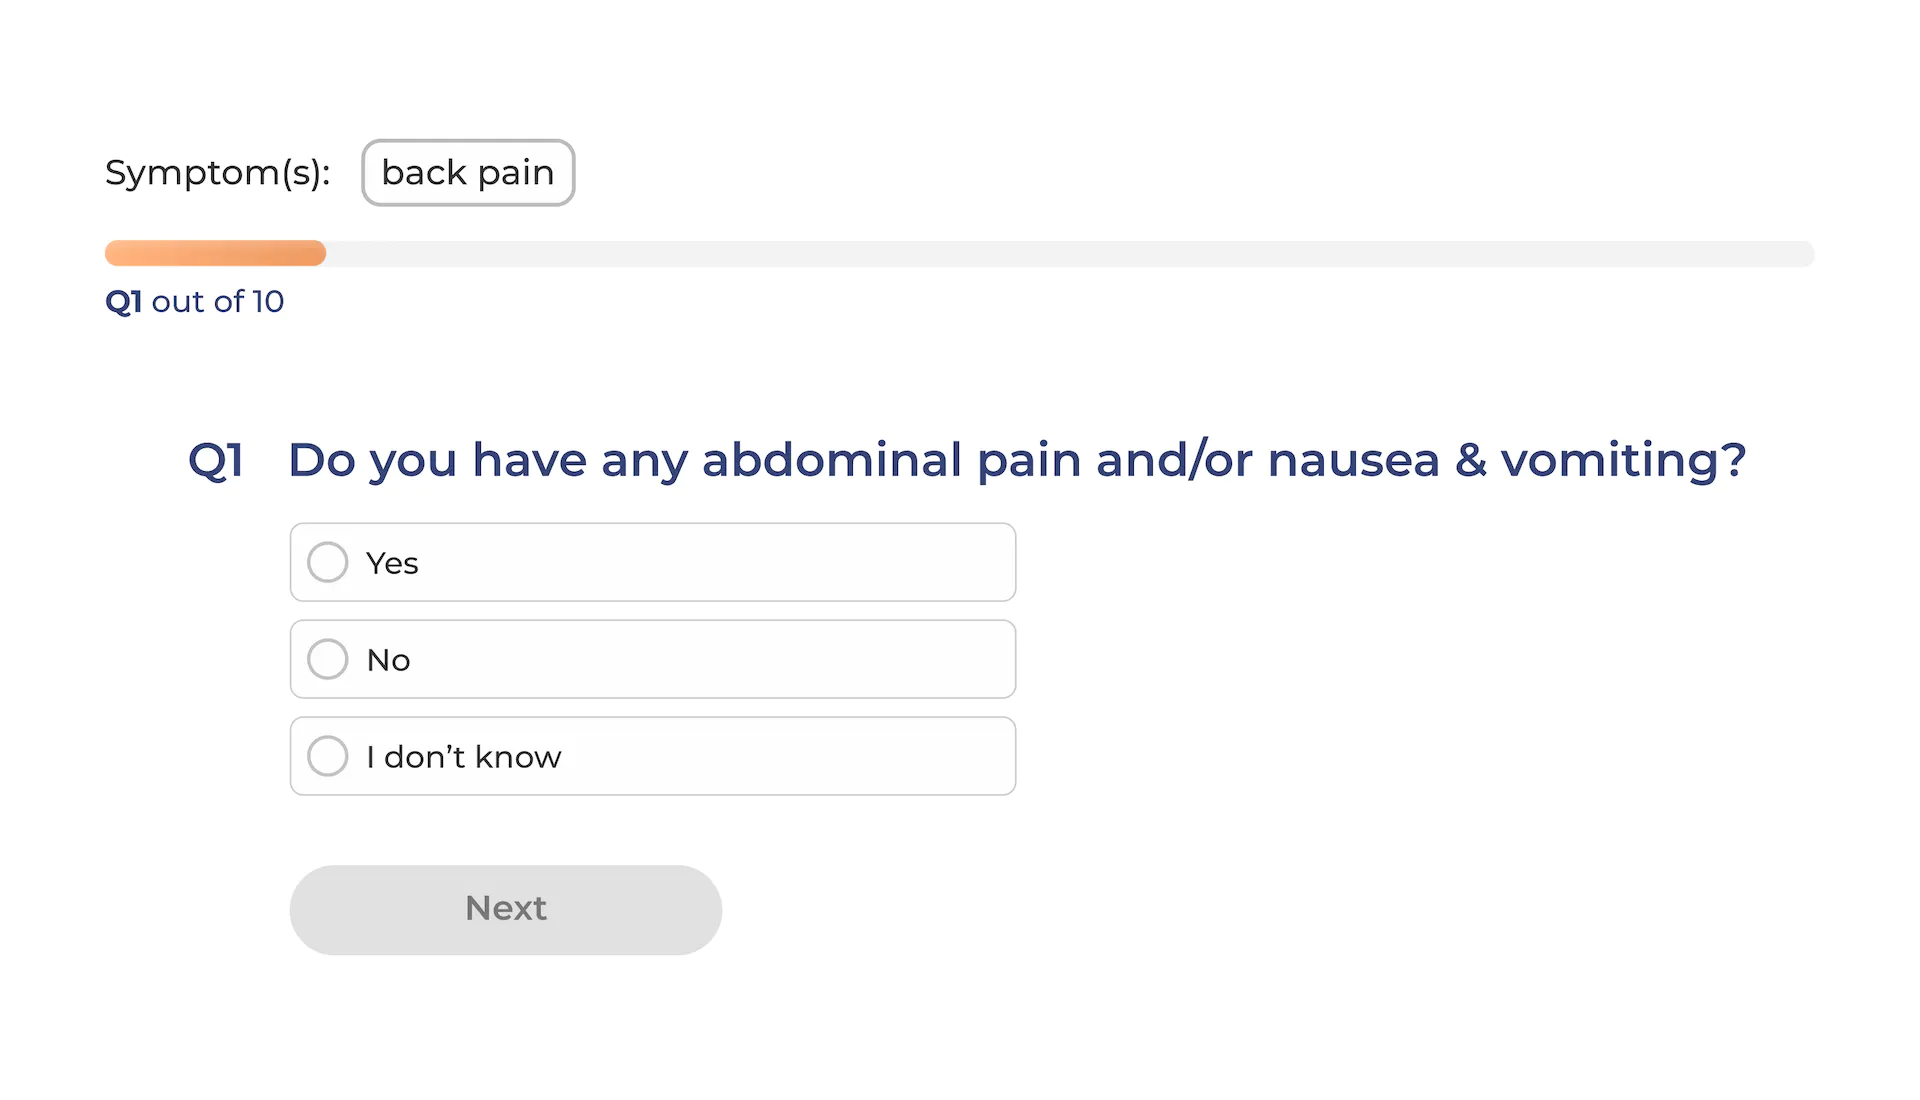 Symptom(s): back pain
Q1 out of 10
Q1 Do you have any abdominal pain and/or nausea & vomiting?
Yes
No
I don’t know
Next